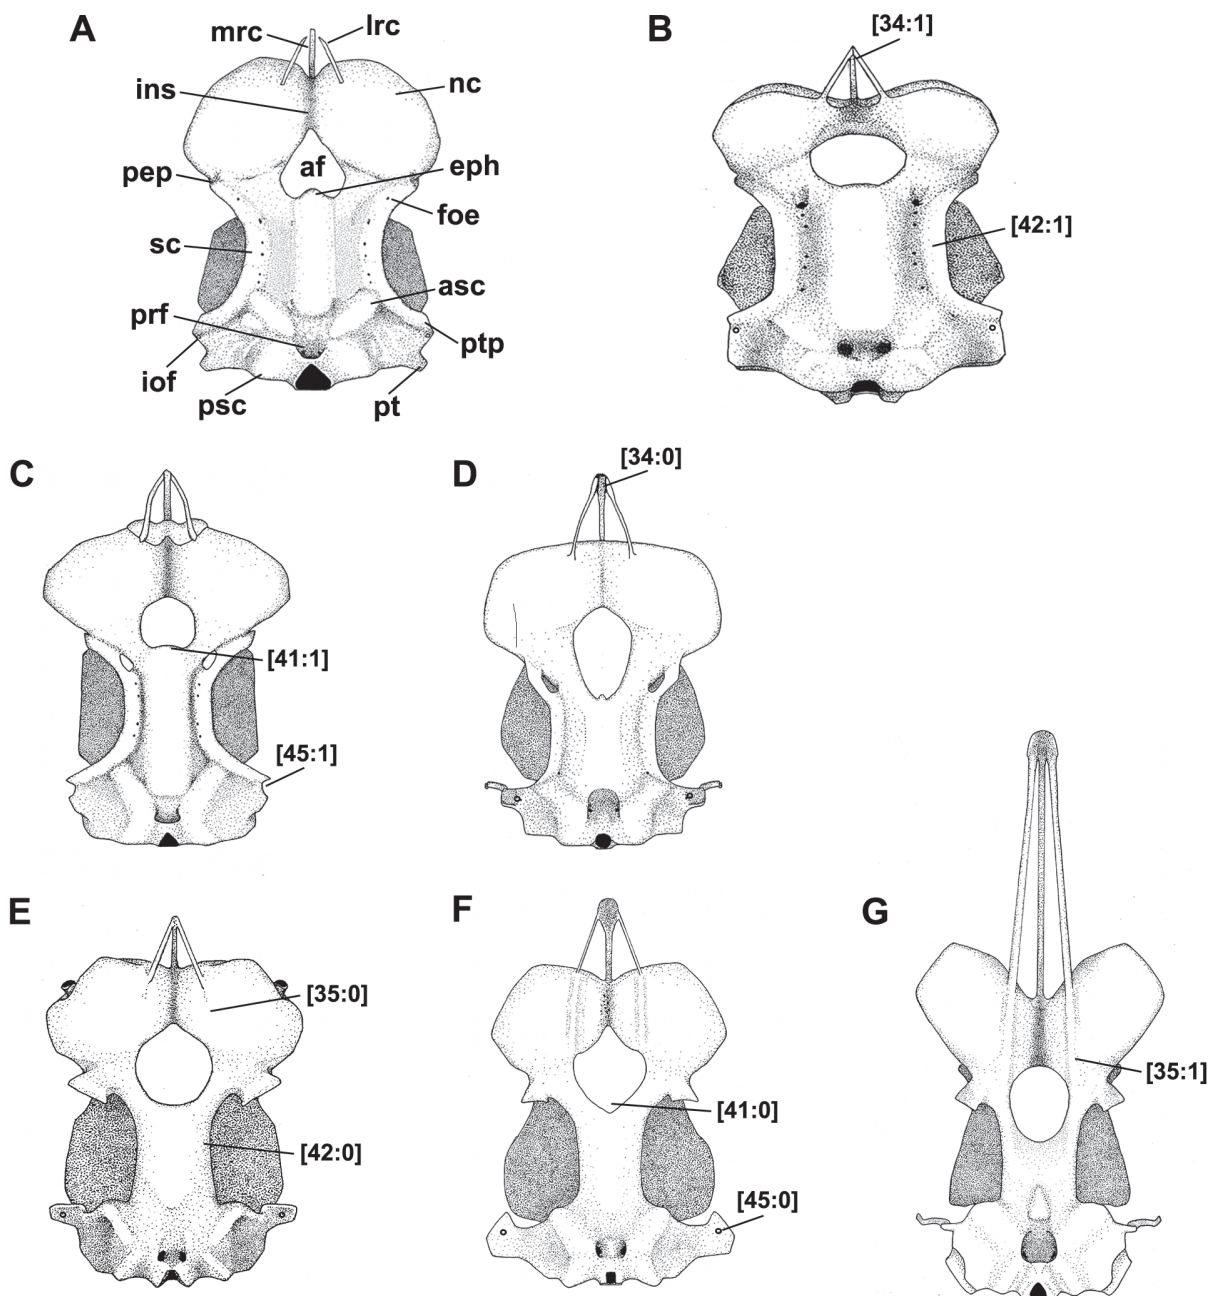 A
mrc
lrc
ins
nc
pep
af
eph
foe
sc
asc
prf
ptp
iof
psc
pt
B
[34:1]
[42:1]
C
[41:1]
[45:1]
D
[34:0]
E
[35:0]
[42:0]
F
[41:0]
[45:0]
G
[35:1]